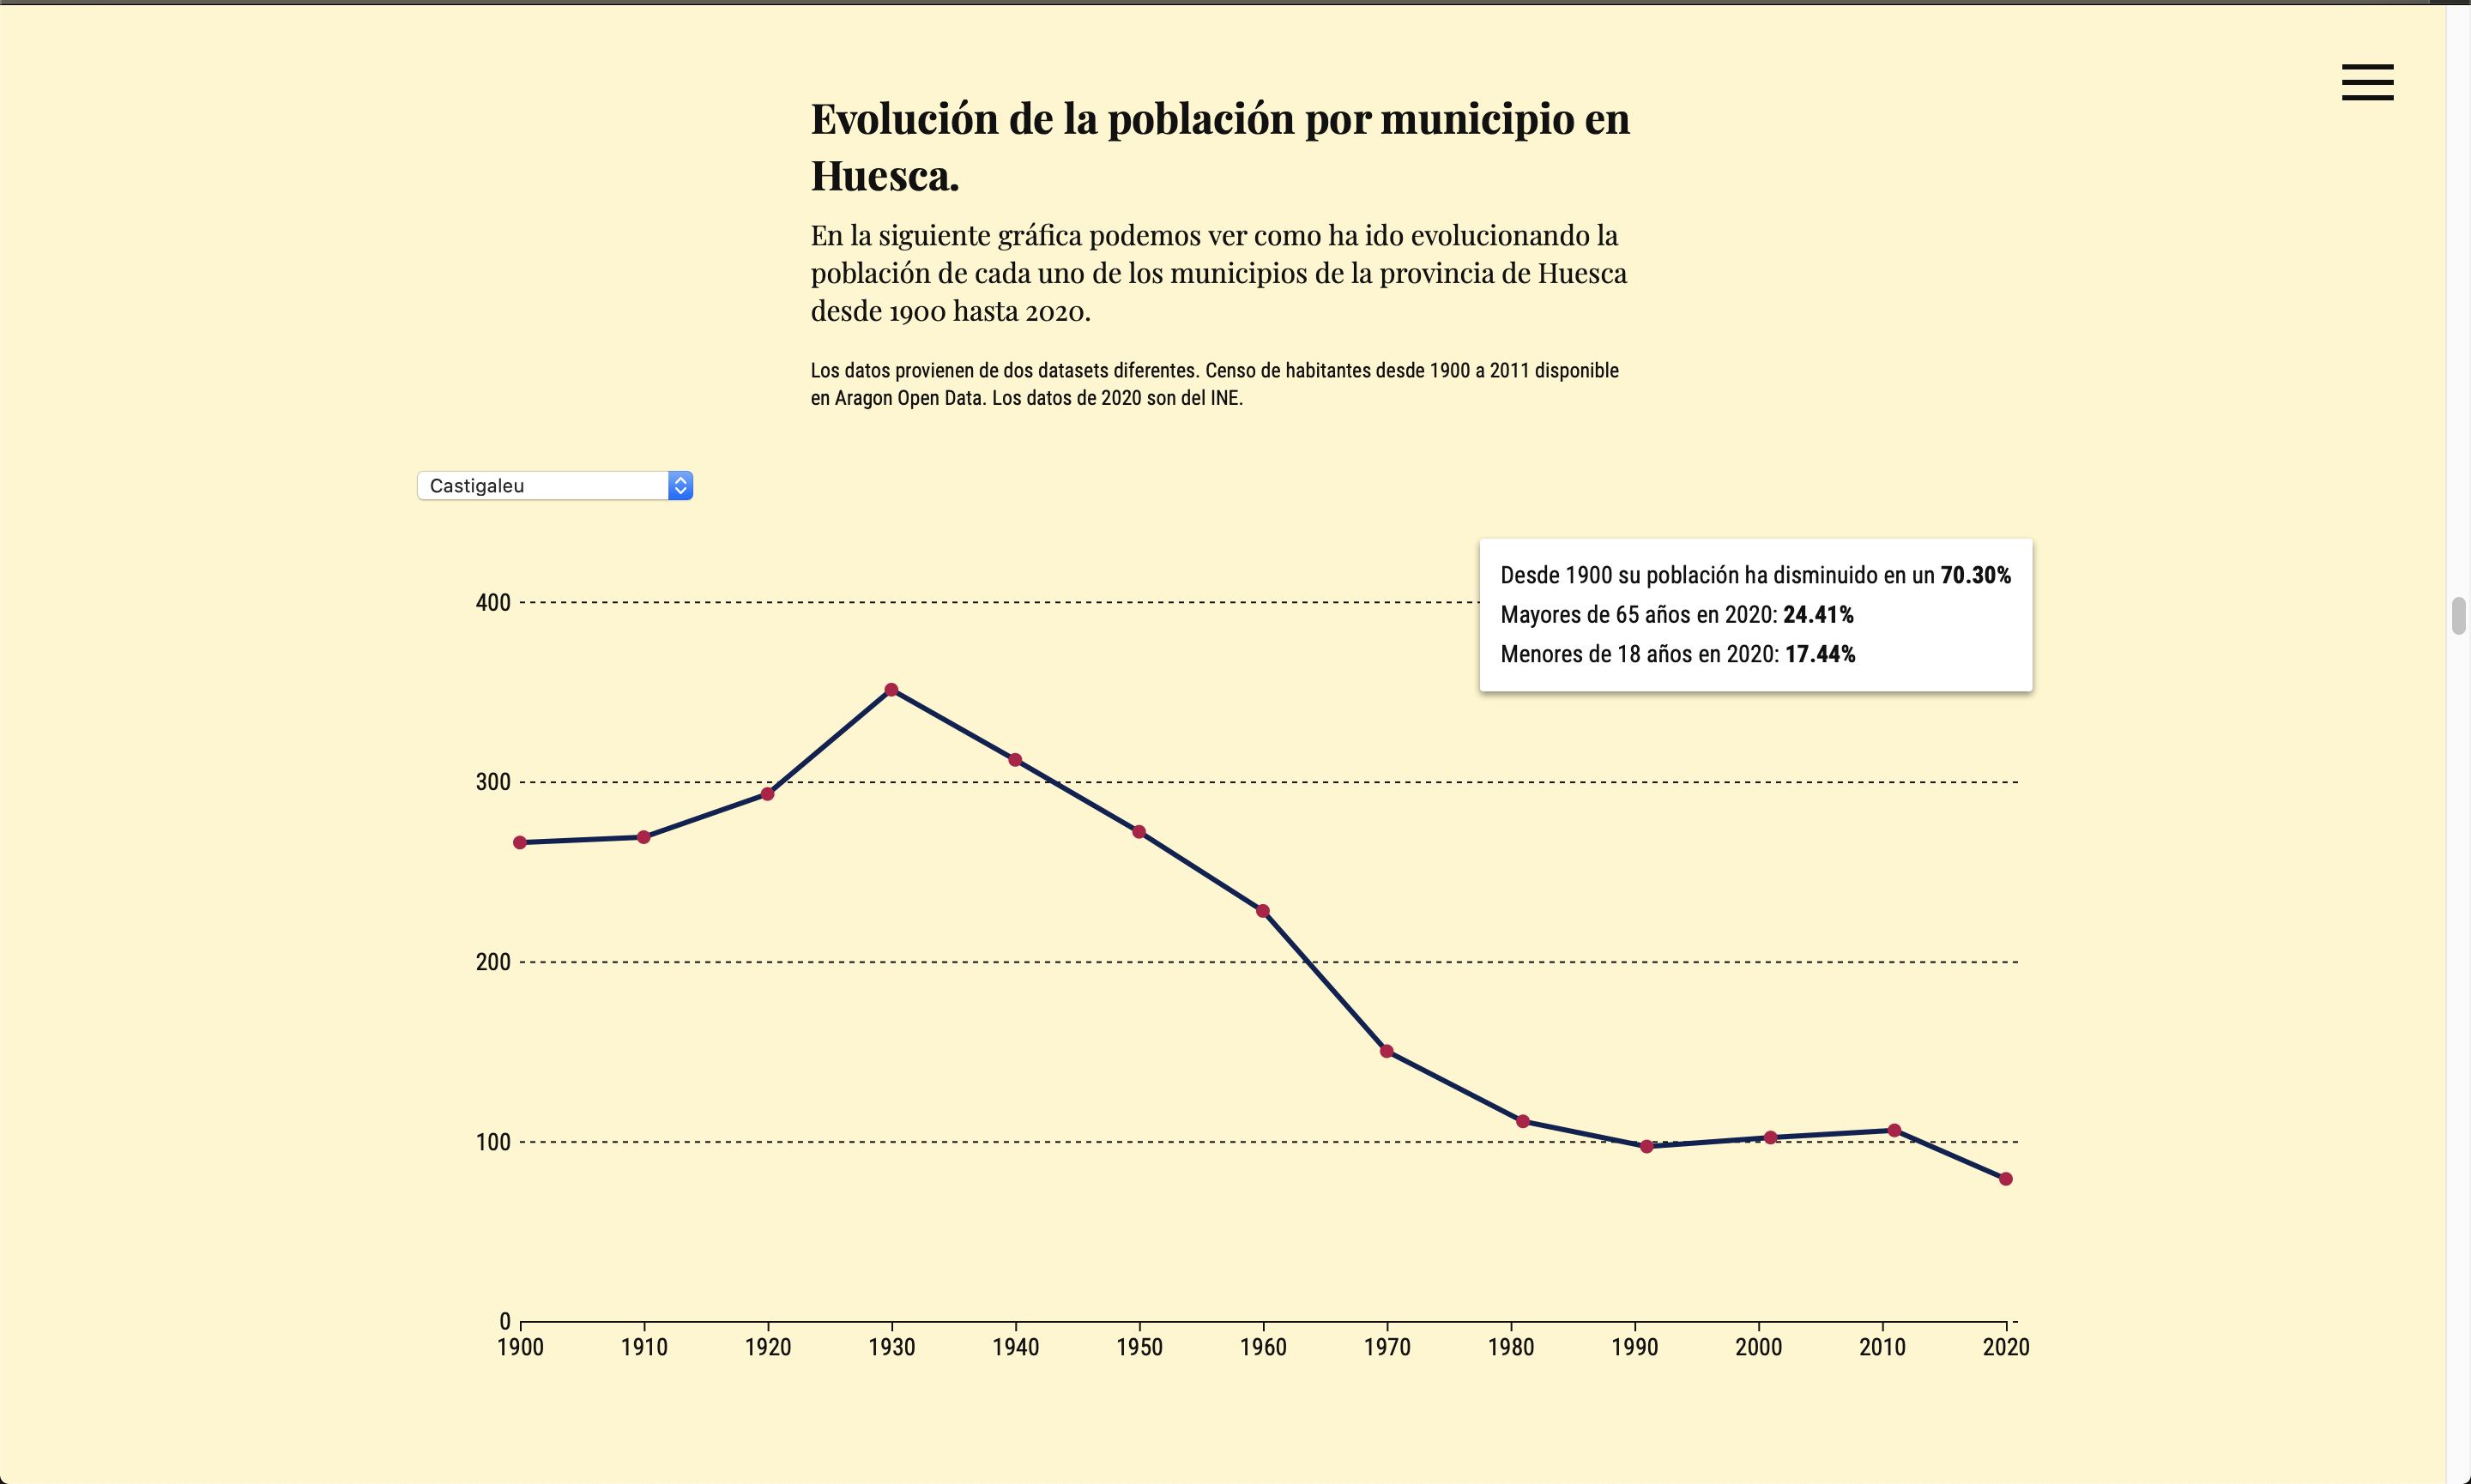 Evolución de la población por municipio en
Huesca.
En la siguiente gráfica podemos ver como ha ido evolucionando la
población de cada uno de los municipios de la provincia de Huesca
desde 1900 hasta 2020.
Los datos provienen de dos datasets diferentes. Censo de habitantes desde 1900 a 2011 disponible
en Aragon Open Data. Los datos de 2020 son del INE.
Castigaleu
Desde 1900 su población ha disminuido en un 70.30%
Mayores de 65 años en 2020: 24.41%
Menores de 18 años en 2020: 17.44%
400
300
200
100
0
1900 1910 1920 1930 1940 1950 1960 1970 1980 1990 2000 2010 2020